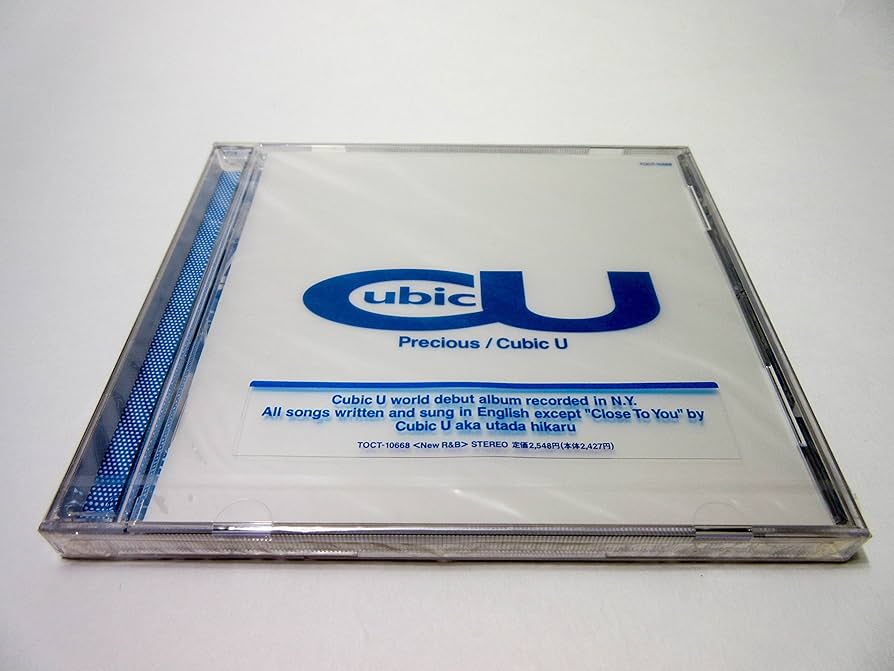 TOCT-10668
Cubic U
Precious / Cubic U
Cubic U world debut album recorded in N.Y.
All songs written and sung in English except "Close To You" by
Cubic U aka utada hikaru
TOCT-10668 <New R&B> STEREO 定価2,548円(本体2,427円)